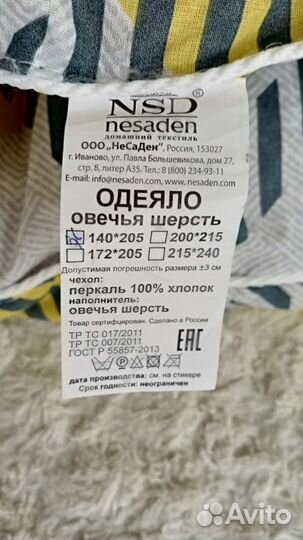 NSD®
nesaden
домашний текстиль
ООО „НеСаДен", Россия, 153027
г. Иваново, ул. Павла Большевикова, дом 27,
стр. 8, литер А35. Тел.: 8 (800) 234-93-11
E-mail: info@nesaden.com, www.nesaden.com
ОДЕЯЛО
овечья шерсть
140*205 200*215
172*205 215*240
Допустимая погрешность размера ±3 см
чехол:
перкаль 100% хлопок
наполнитель:
овечья шерсть
Товар сертифицирован. Сделано в России
ТР ТС 017/2011
ТР ТС 007/2011
ГОСТ Р 55857-2013
ЕАС
дата производства: см. на стикере
Срок годности: неограничен
Avito